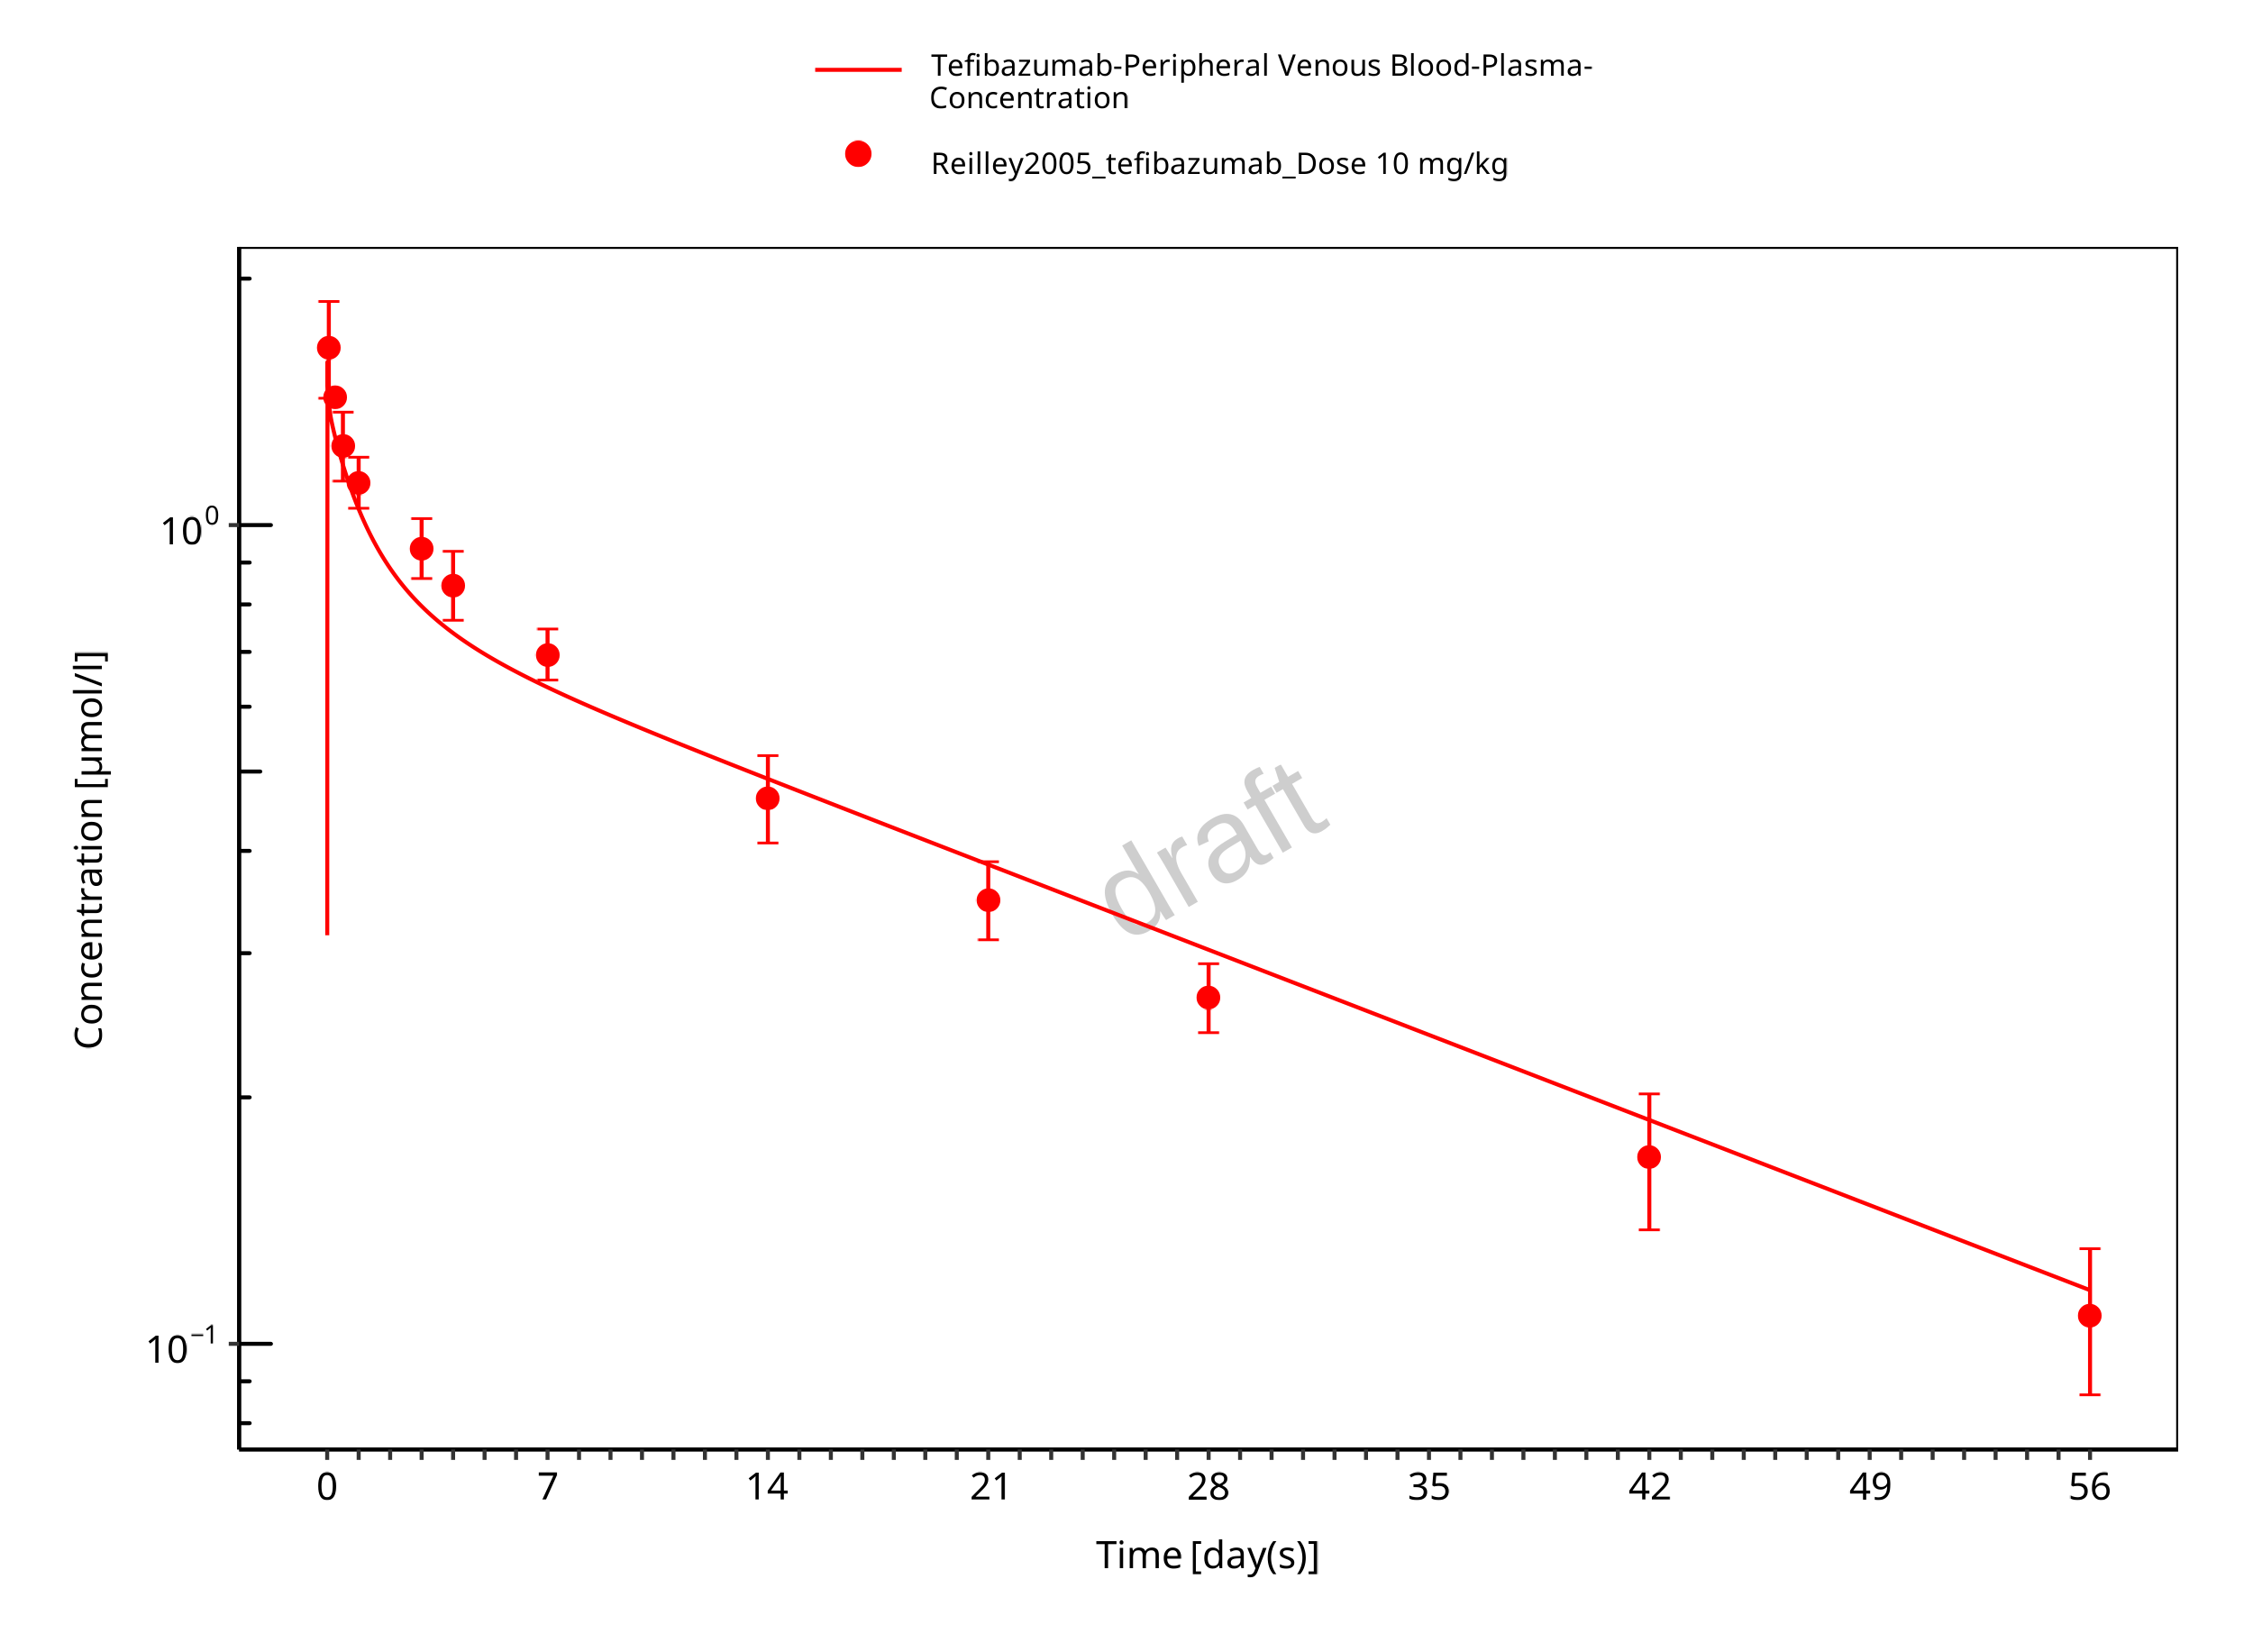 Tefibazumab-Peripheral Venous Blood-Plasma-
Concentration
Reilley2005_tefibazumab_Dose 10 mg/kg
Concentration [µmol/l]
10⁰
10⁻¹
draft
0 7 14 21 28 35 42 49 56
Time [day(s)]